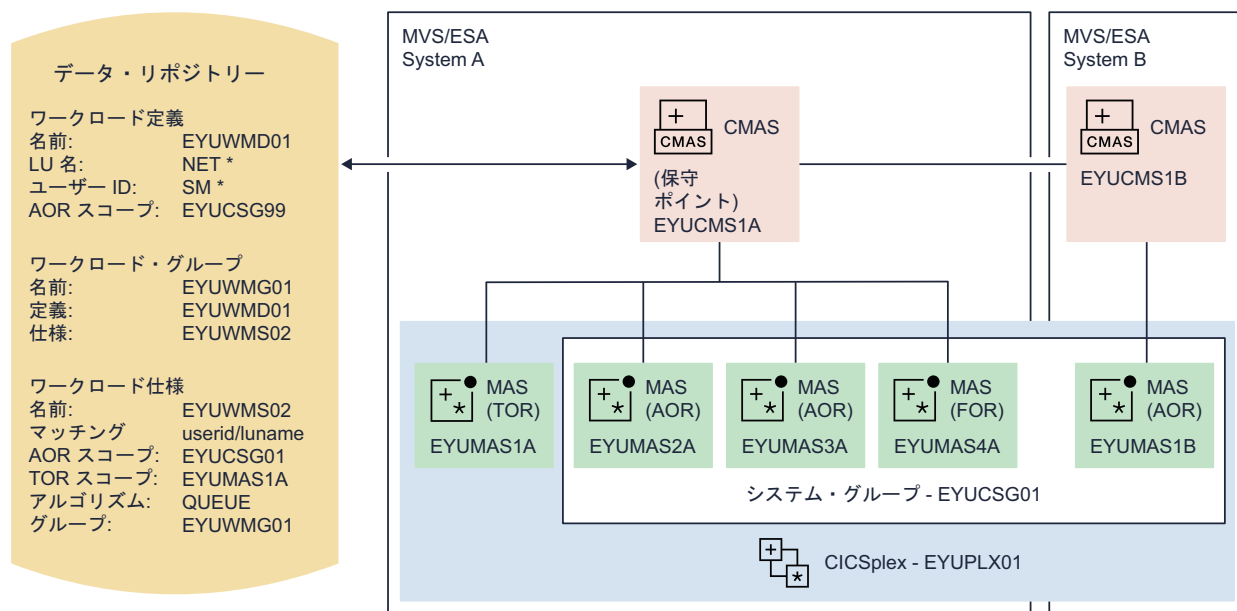 データ・リポジトリー
ワークロード定義
名前: EYUWMD01
LU 名: NET *
ユーザー ID: SM *
AOR スコープ: EYUCSG99
ワークロード・グループ
名前: EYUWMG01
定義: EYUWMD01
仕様: EYUWMS02
ワークロード仕様
名前: EYUWMS02
マッチング userid/luname
AOR スコープ: EYUCSG01
TOR スコープ: EYUMAS1A
アルゴリズム: QUEUE
グループ: EYUWMG01
MVS/ESA
System A
+
CMAS
CMAS
(保守
ポイント)
EYUCMS1A
MVS/ESA
System B
+
CMAS
CMAS
EYUCMS1B
+
*
MAS
(TOR)
EYUMAS1A
+
*
MAS
(AOR)
EYUMAS2A
+
*
MAS
(AOR)
EYUMAS3A
+
*
MAS
(FOR)
EYUMAS4A
+
*
MAS
(AOR)
EYUMAS1B
システム・グループ - EYUCSG01
+
*
CICSplex - EYUPLX01